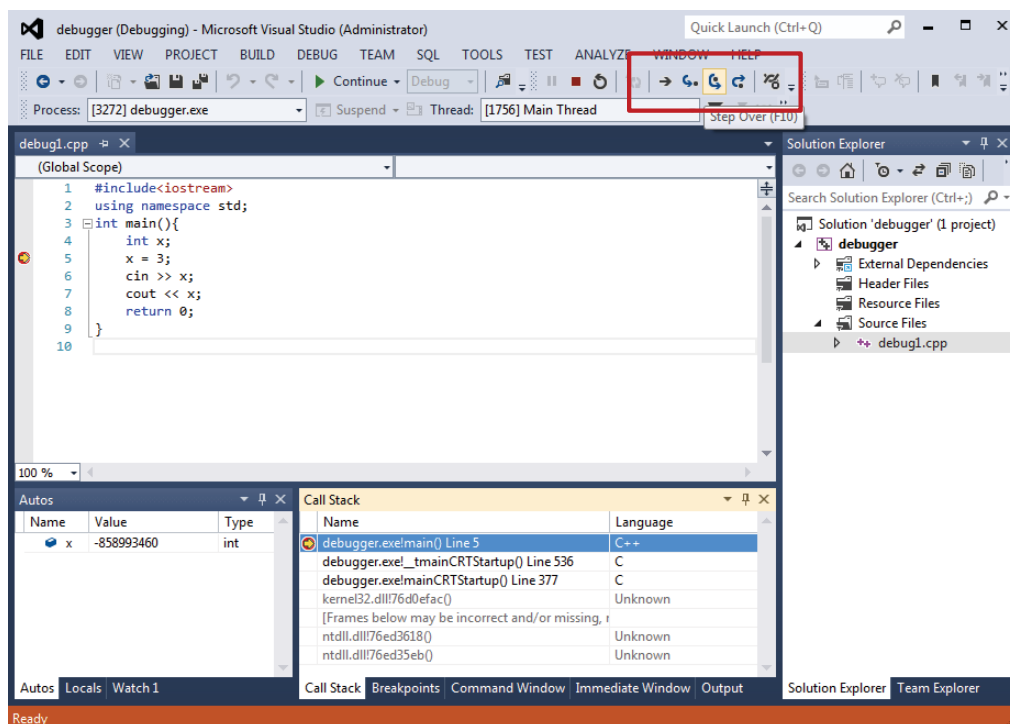 debugger (Debugging) - Microsoft Visual Studio (Administrator)
Quick Launch (Ctrl+Q)
FILE EDIT VIEW PROJECT BUILD DEBUG TEAM SQL TOOLS TEST ANALYZE WINDOW HELP
Continue Debug
Process: [3272] debugger.exe Suspend Thread: [1756] Main Thread
Step Over (F10)
debug1.cpp
(Global Scope)
1 #include<iostream>
2 using namespace std;
3 int main(){
4 int x;
5 x = 3;
6 cin >> x;
7 cout << x;
8 return 0;
9 }
10
100 %
Solution Explorer
Search Solution Explorer (Ctrl+;)
Solution 'debugger' (1 project)
debugger
External Dependencies
Header Files
Resource Files
Source Files
debug1.cpp
Autos
Name Value Type
x -858993460 int
Autos Locals Watch 1
Call Stack
Name Language
debugger.exe!main() Line 5 C++
debugger.exe!__tmainCRTStartup() Line 536 C
debugger.exe!mainCRTStartup() Line 377 C
kernel32.dll!76d0efac() Unknown
[Frames below may be incorrect and/or missing,
ntdll.dll!76ed3618() Unknown
ntdll.dll!76ed35eb() Unknown
Call Stack Breakpoints Command Window Immediate Window Output
Solution Explorer Team Explorer
Ready